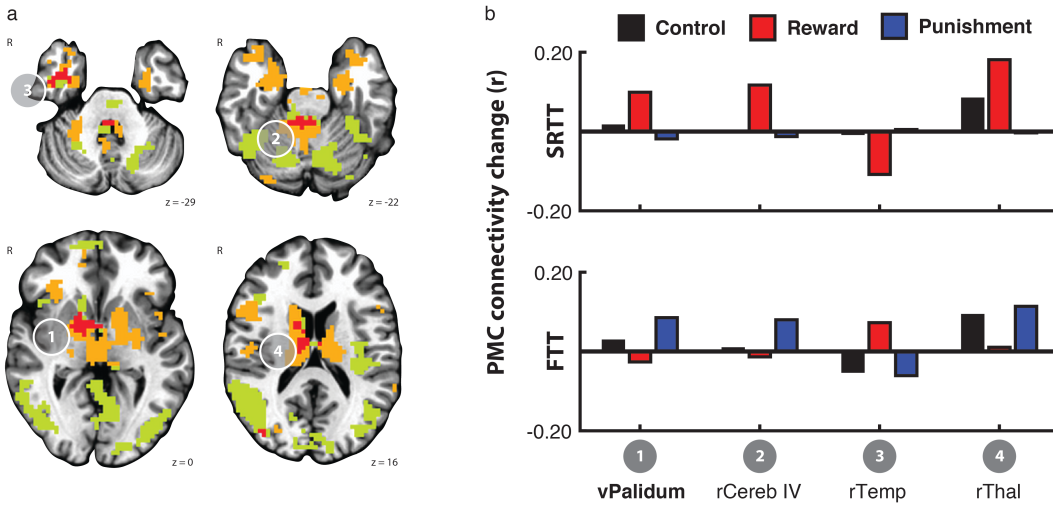 a
R
3
z = -29
2
z = -22
R
1
z = 0
R
4
z = 16
b
Control Reward Punishment
PMC connectivity change (r)
0.20
SRTT
-0.20
0.20
FTT
-0.20
1 2 3 4
vPalidum rCereb IV rTemp rThal